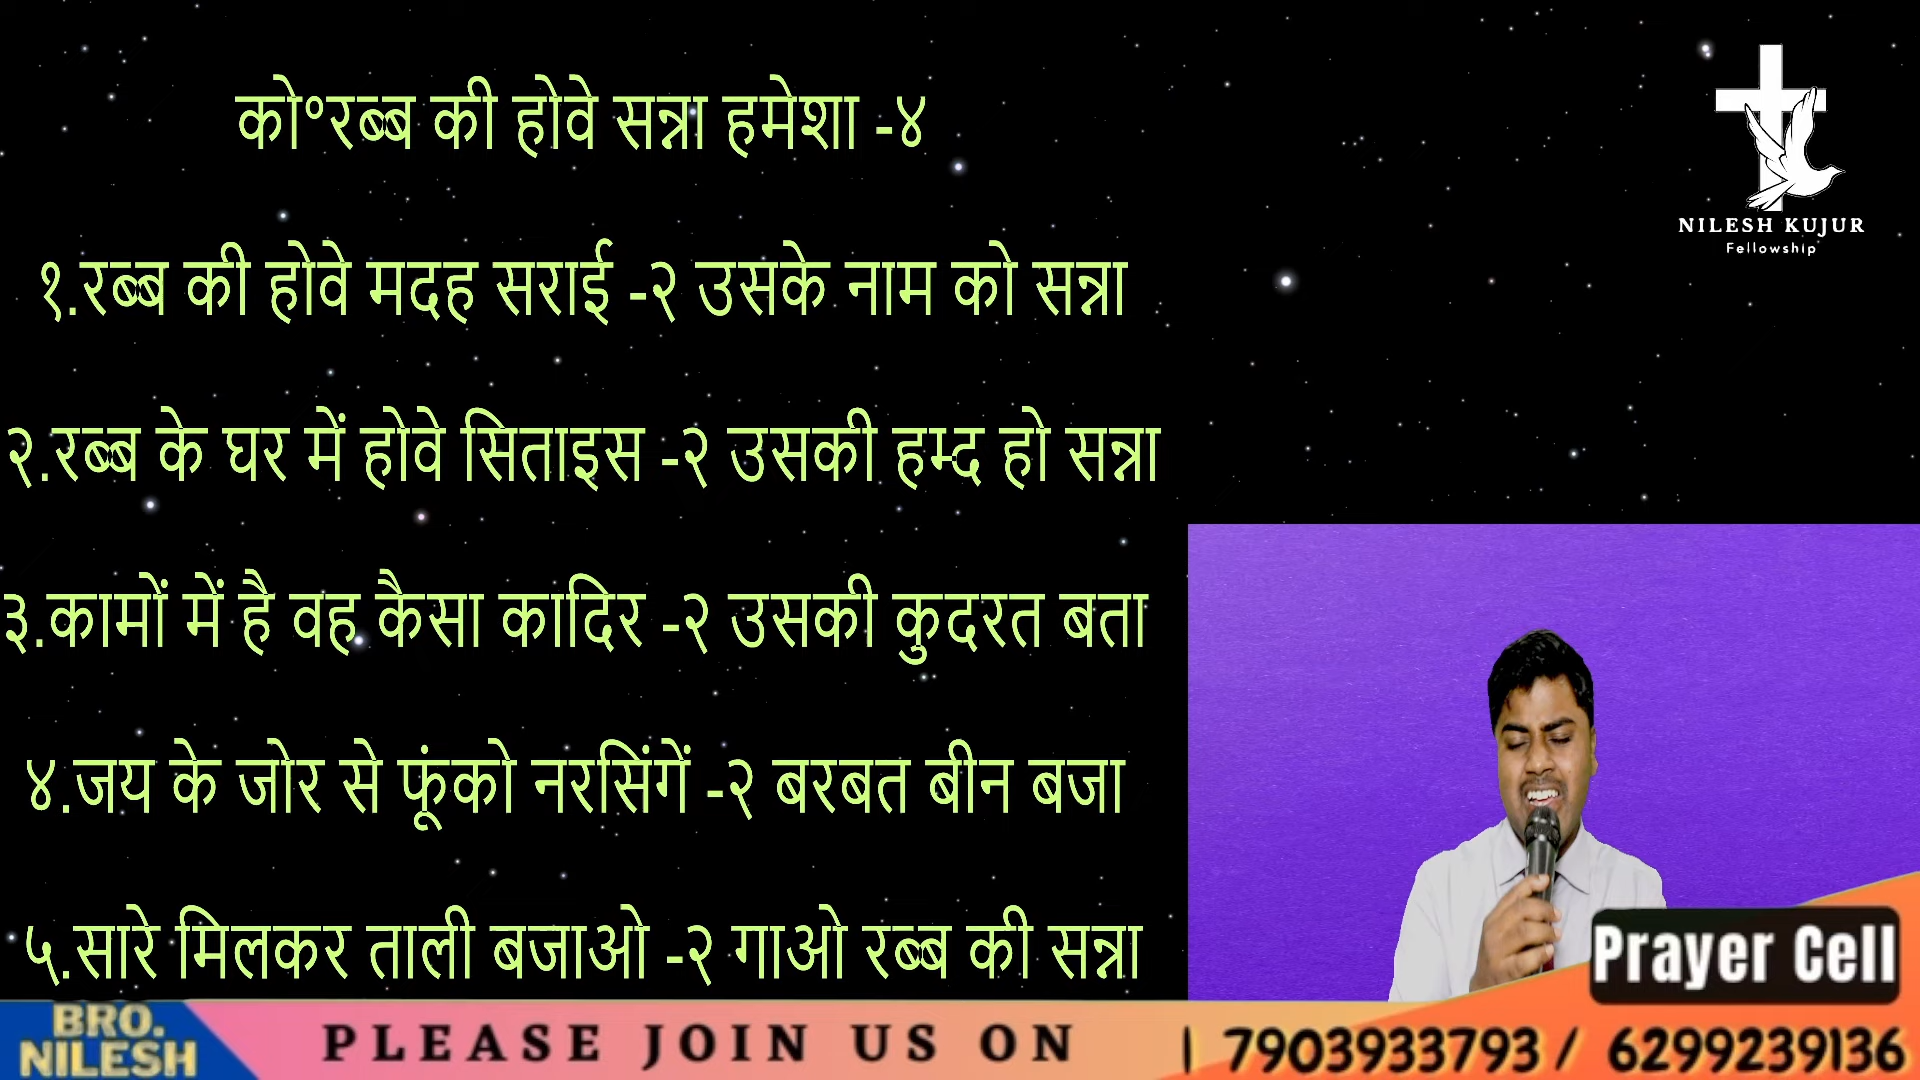 को°रब्ब की होवे सन्ना हमेशा -४
१.रब्ब की होवे मदह सराई -२ उसके नाम को सन्ना
२.रब्ब के घर में होवे सिताइस -२ उसकी हम्द हो सन्ना
३.कामों में है वह कैसा कादिर -२ उसकी कुदरत बता
४.जय के जोर से फूंको नरसिंगें -२ बरबत बीन बजा
५.सारे मिलकर ताली बजाओ -२ गाओ रब्ब की सन्ना
NILESH KUJUR
Fellowship
Prayer Cell
BRO.
NILESH
PLEASE JOIN US ON | 7903933793 / 6299239136